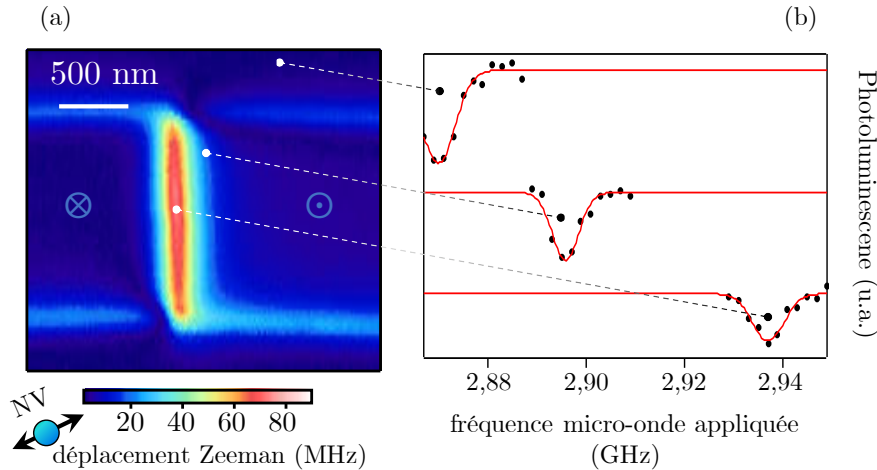 (a)
(b)
500 nm
NV
20 40 60 80
déplacement Zeeman (MHz)
2,88 2,90 2,92 2,94
fréquence micro-onde appliquée
(GHz)
Photoluminescene (u.a.)